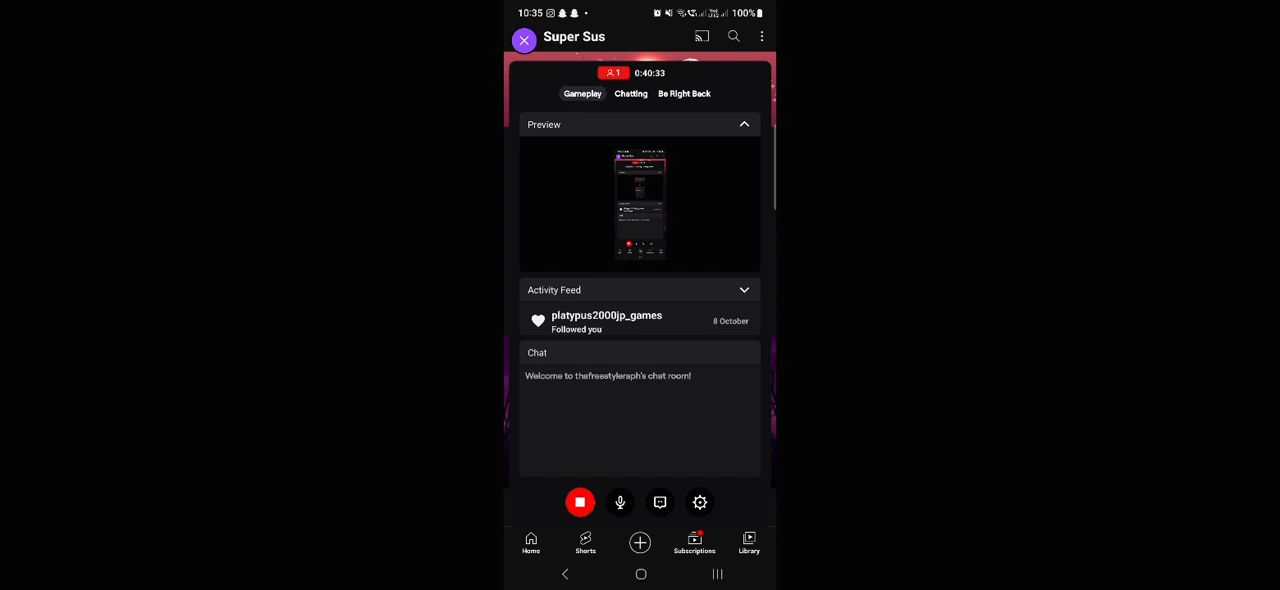 10:35
100%
Super Sus
1 0:40:33
Gameplay Chatting Be Right Back
Preview
Activity Feed
platypus2000jp_games
Followed you
8 October
Chat
Welcome to thefreestyleraph's chat room!
Home Shorts Subscriptions Library